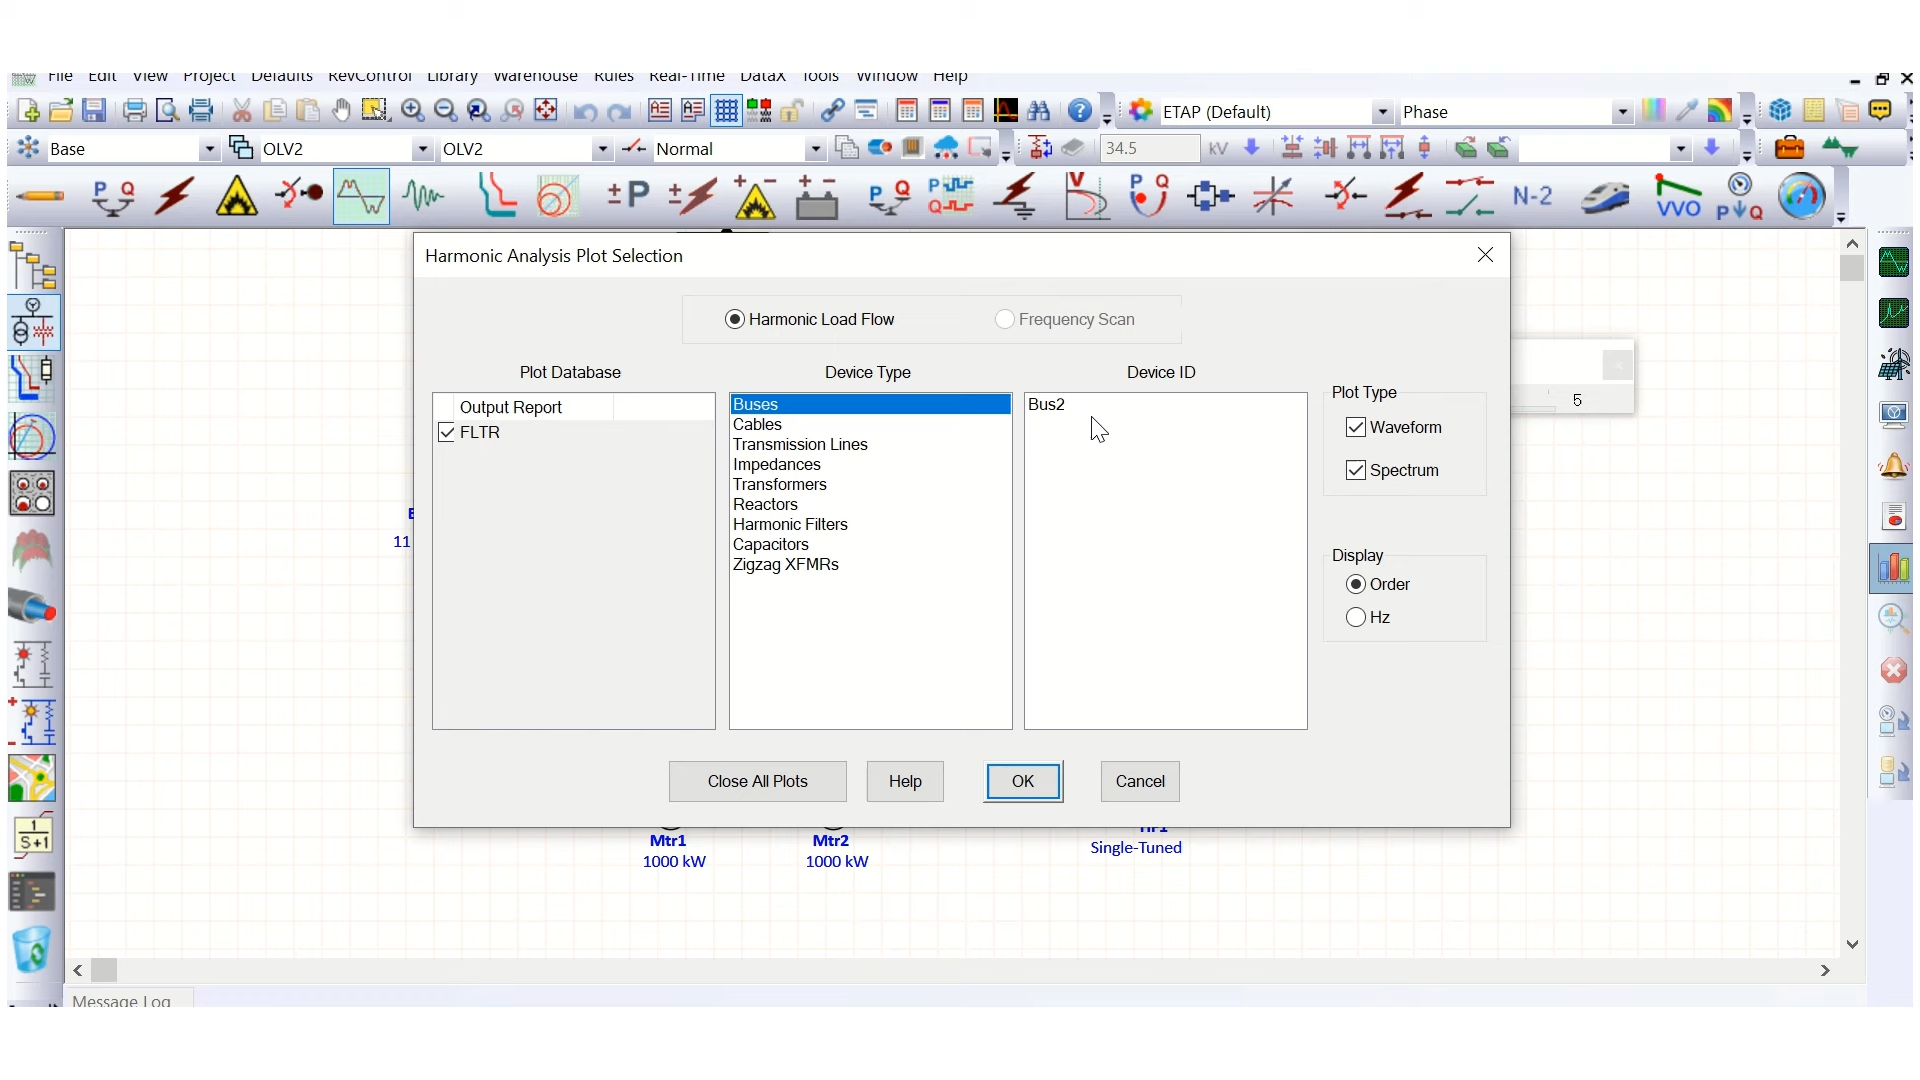 File Edit View Project Defaults RevControl Library Warehouse Rules Real-Time DataX Tools Window Help
ETAP (Default) Phase
Base OLV2 OLV2 Normal 34.5 kV
P Q ± P ± P Q P Q V P Q N-2 VVO P Q
Harmonic Analysis Plot Selection
Harmonic Load Flow Frequency Scan
Plot Database Device Type Device ID
Plot Type
Output Report Buses Bus2
5
FLTR Cables
Waveform
Transmission Lines
Impedances
Spectrum
Transformers
Reactors
Harmonic Filters
Capacitors
11
Display
Zigzag XFMRs
Order
Hz
Close All Plots Help OK Cancel
Mtr1 Mtr2
1000 kW 1000 kW Single-Tuned
1
S+1
Message Log